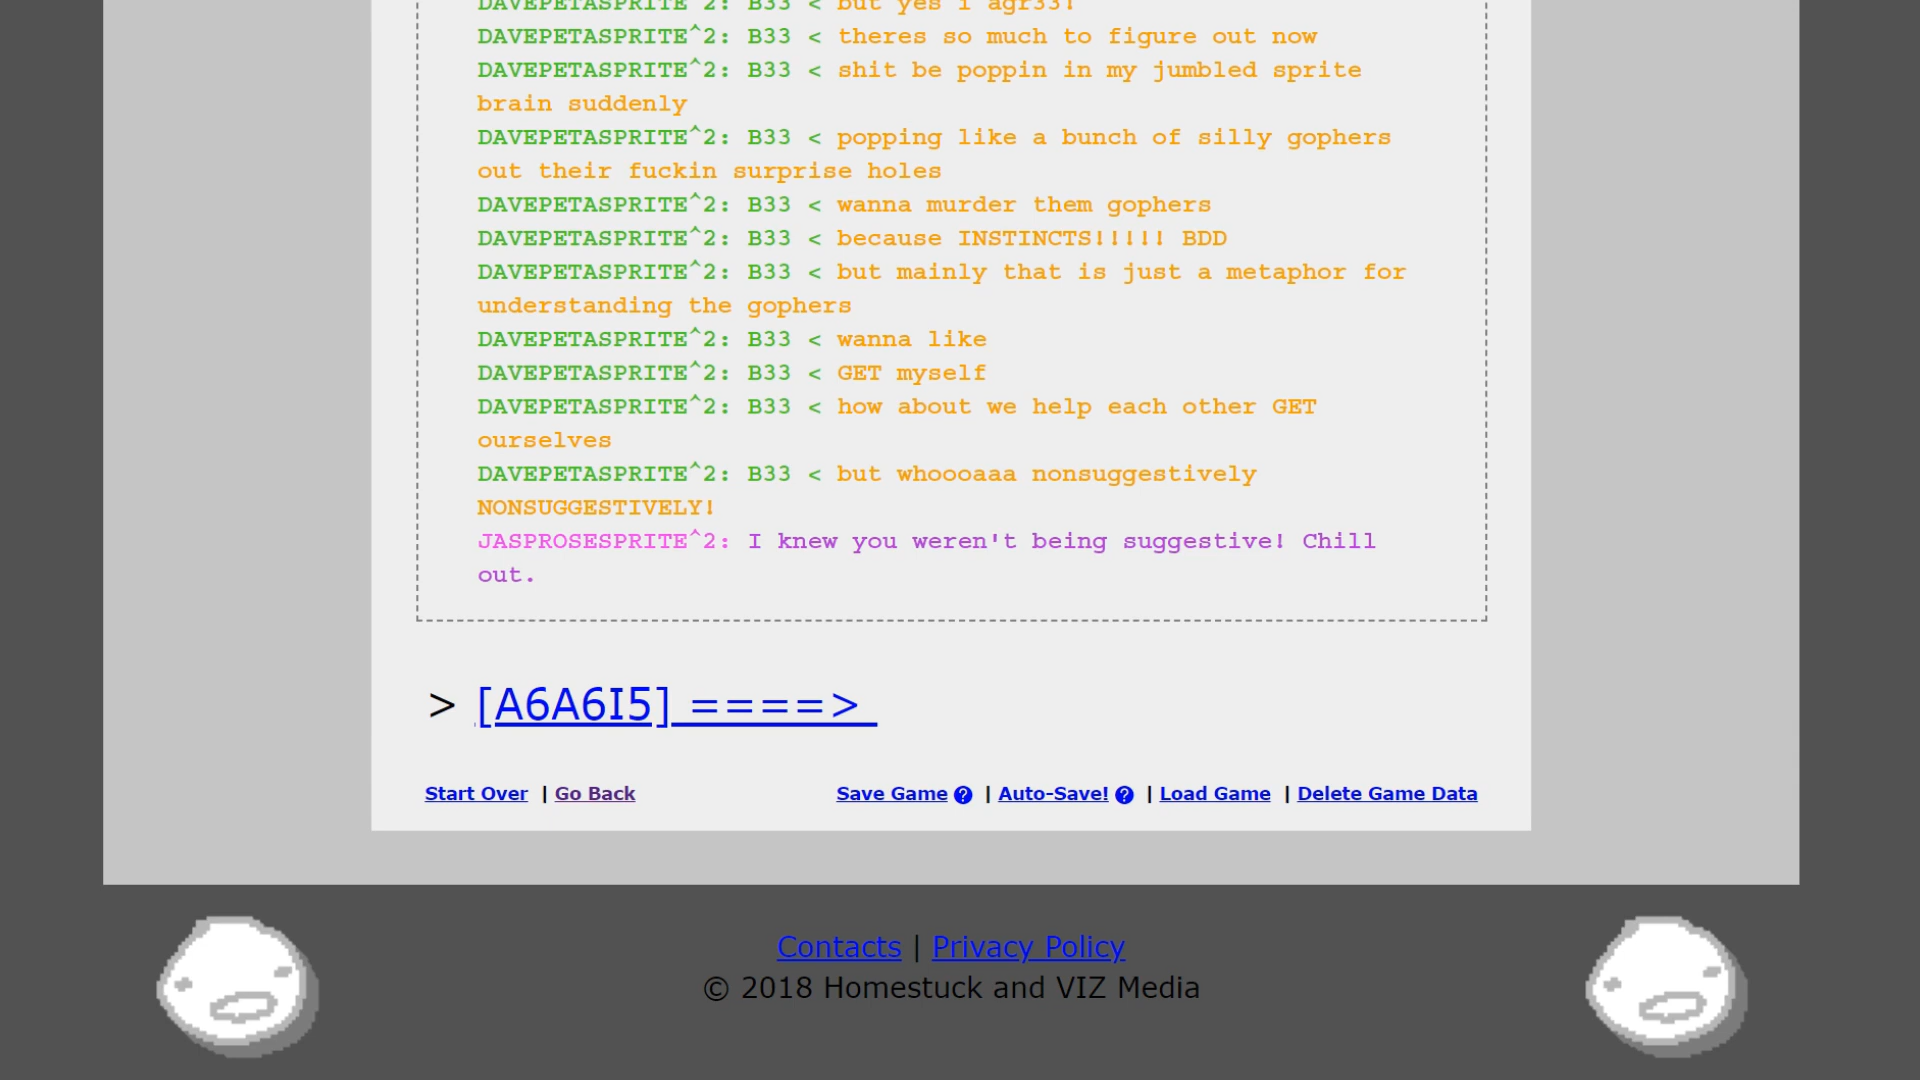 DAVEPETASPRITE^2: B33 < but yes i agr33!
DAVEPETASPRITE^2: B33 < theres so much to figure out now
DAVEPETASPRITE^2: B33 < shit be poppin in my jumbled sprite
brain suddenly
DAVEPETASPRITE^2: B33 < popping like a bunch of silly gophers
out their fuckin surprise holes
DAVEPETASPRITE^2: B33 < wanna murder them gophers
DAVEPETASPRITE^2: B33 < because INSTINCTS!!!!! BDD
DAVEPETASPRITE^2: B33 < but mainly that is just a metaphor for
understanding the gophers
DAVEPETASPRITE^2: B33 < wanna like
DAVEPETASPRITE^2: B33 < GET myself
DAVEPETASPRITE^2: B33 < how about we help each other GET
ourselves
DAVEPETASPRITE^2: B33 < but whoooaaa nonsuggestively
NONSUGGESTIVELY!
JASPROSESPRITE^2: I knew you weren't being suggestive! Chill
out.
> [A6A6I5] ====>
Start Over | Go Back Save Game ? | Auto-Save! ? | Load Game | Delete Game Data
Contacts | Privacy Policy
© 2018 Homestuck and VIZ Media